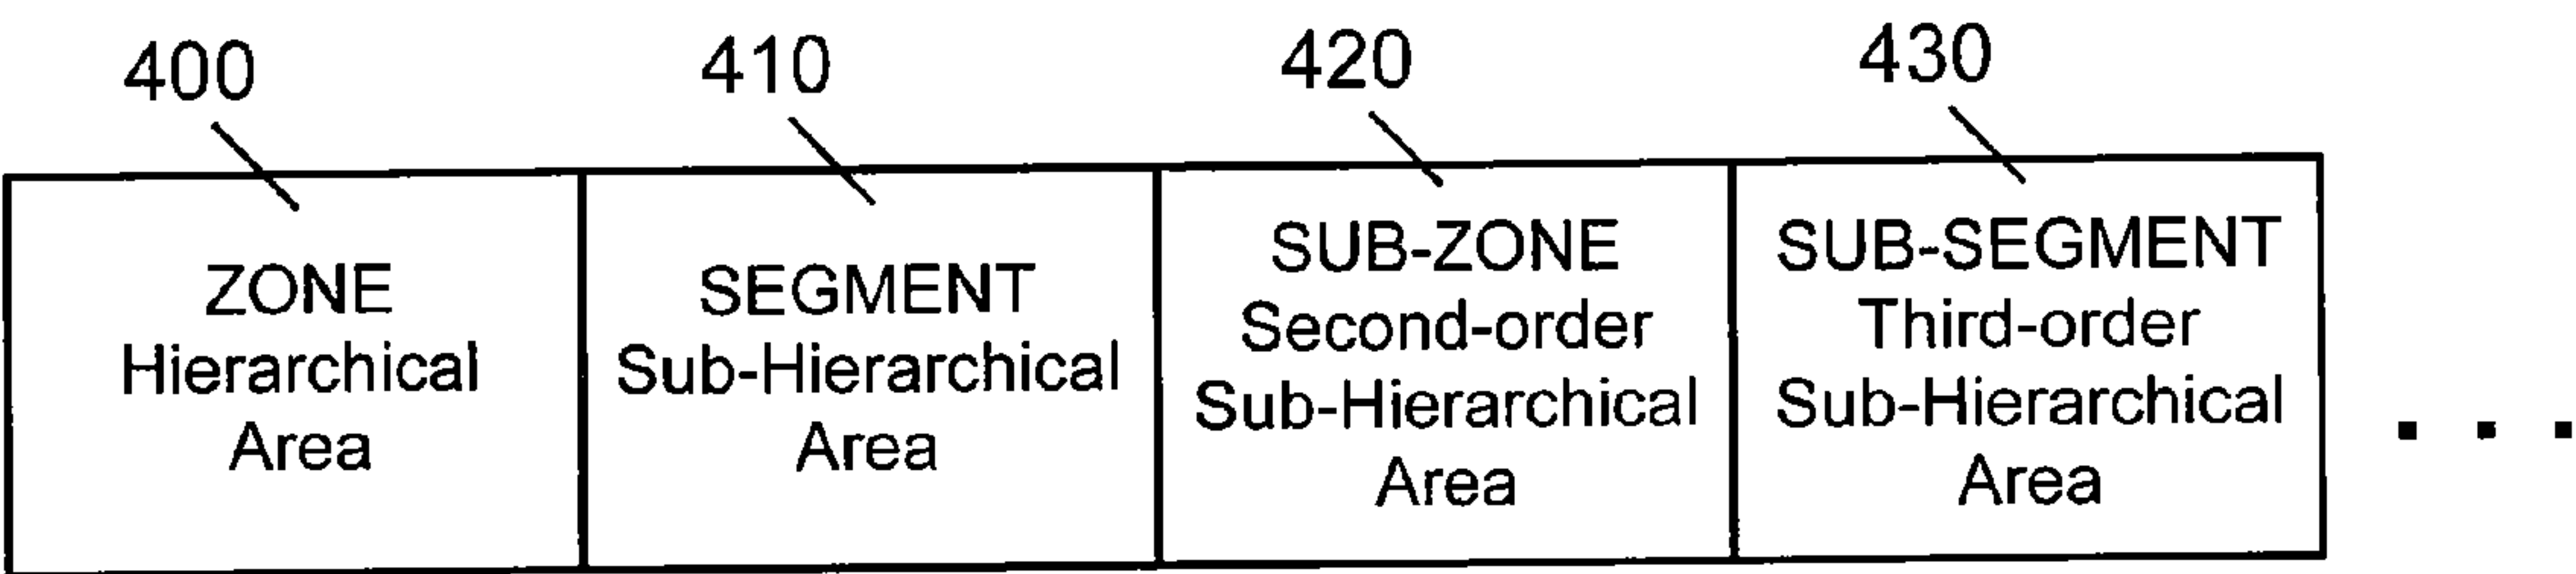 400
410
420
430
ZONE
Hierarchical
Area
SEGMENT
Sub-Hierarchical
Area
SUB-ZONE
Second-order
Sub-Hierarchical
Area
SUB-SEGMENT
Third-order
Sub-Hierarchical
Area
. . .